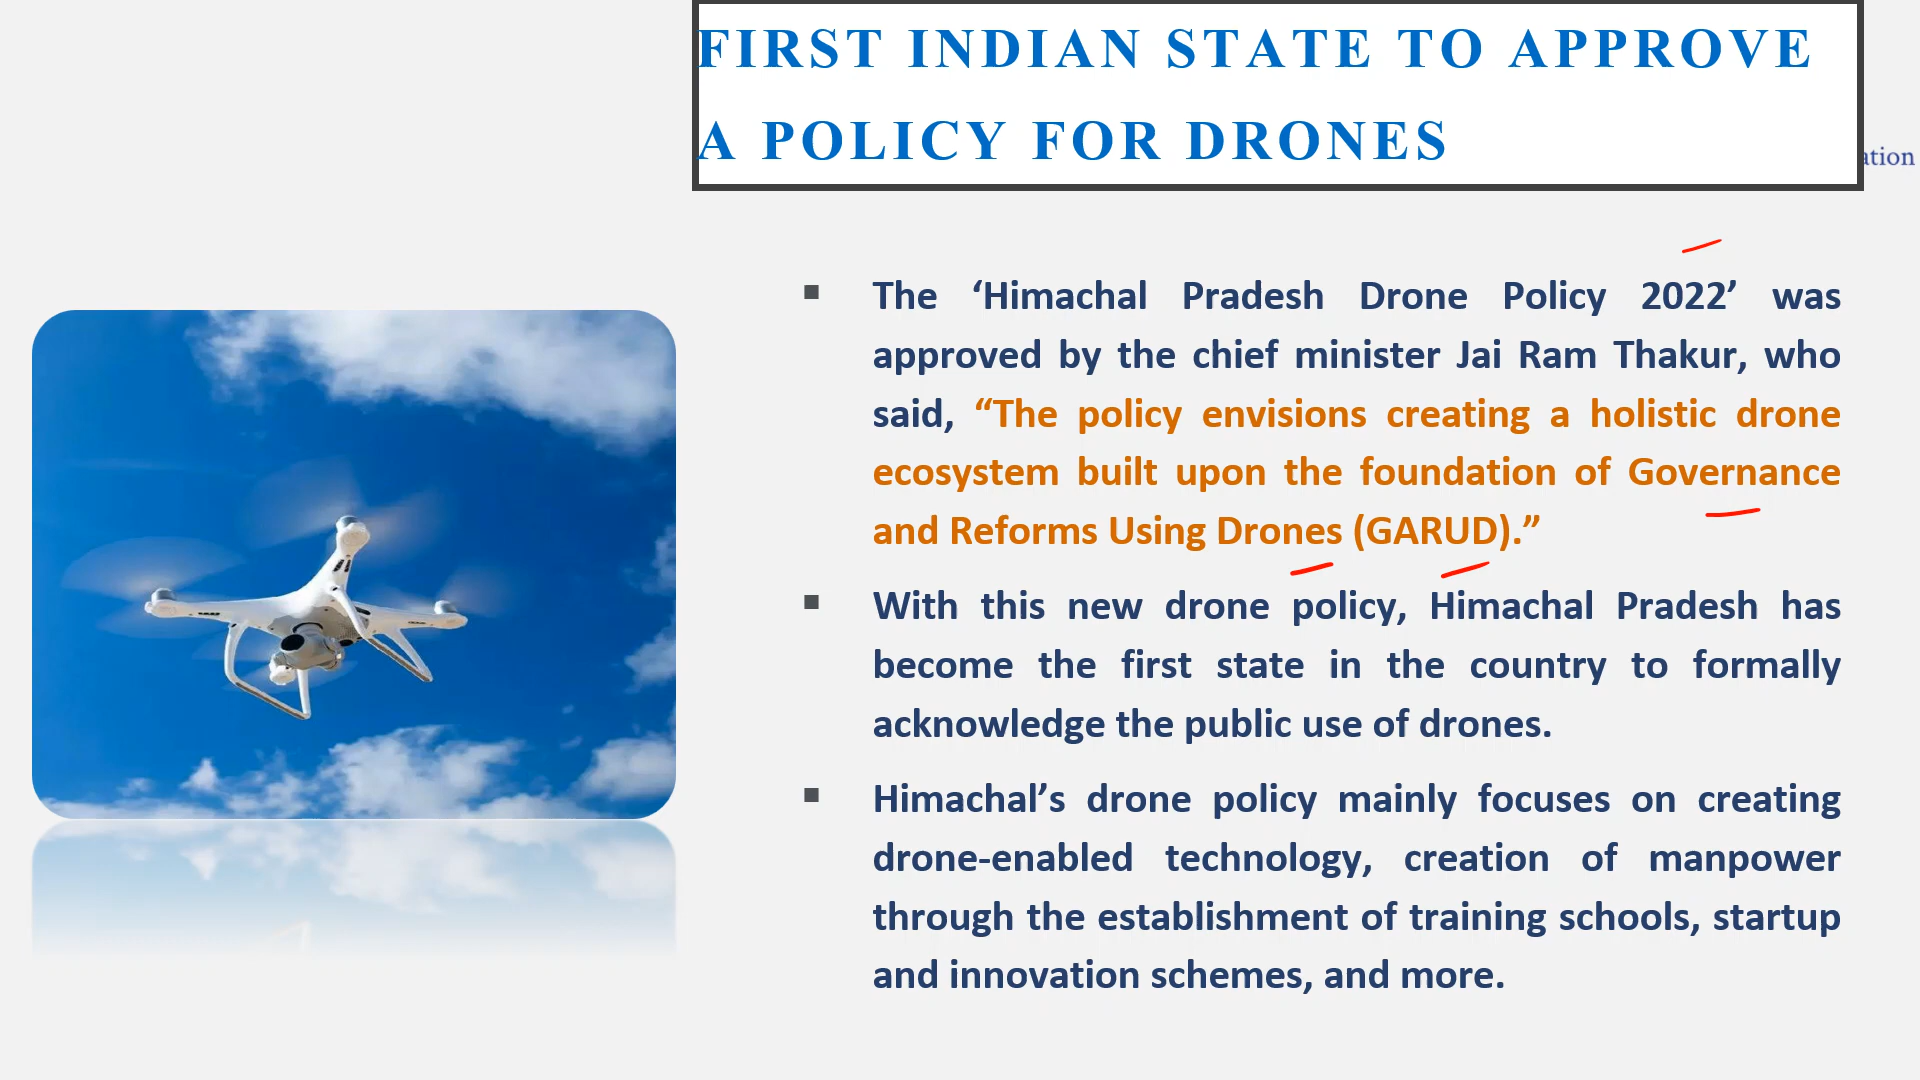 FIRST INDIAN STATE TO APPROVE
A POLICY FOR DRONES
ation
▪ The ‘Himachal Pradesh Drone Policy 2022’ was
approved by the chief minister Jai Ram Thakur, who
said, “The policy envisions creating a holistic drone
ecosystem built upon the foundation of Governance
and Reforms Using Drones (GARUD).”
▪ With this new drone policy, Himachal Pradesh has
become the first state in the country to formally
acknowledge the public use of drones.
▪ Himachal’s drone policy mainly focuses on creating
drone-enabled technology, creation of manpower
through the establishment of training schools, startup
and innovation schemes, and more.